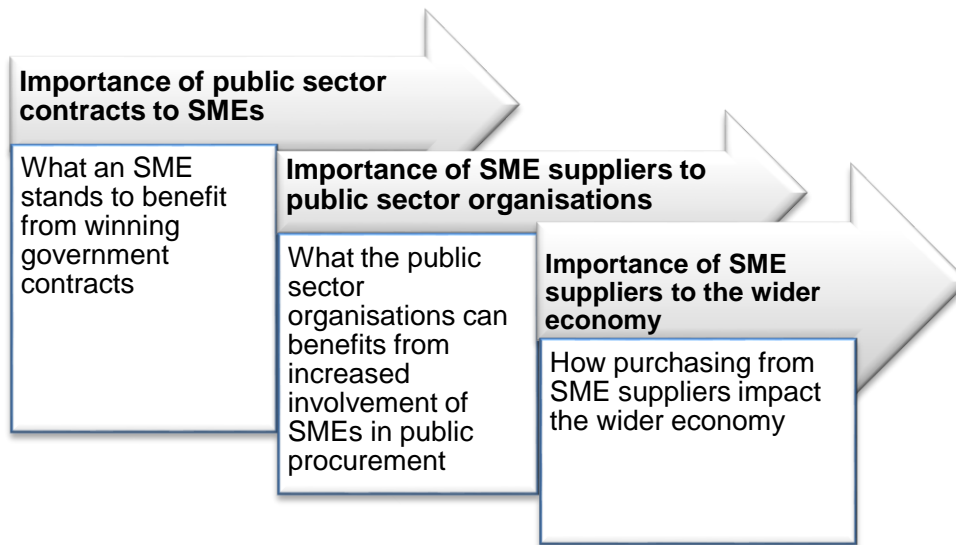 Importance of public sector
contracts to SMEs
What an SME
stands to benefit
from winning
government
contracts
Importance of SME suppliers to
public sector organisations
What the public
sector
organisations can
benefits from
increased
involvement of
SMEs in public
procurement
Importance of SME
suppliers to the wider
economy
How purchasing from
SME suppliers impact
the wider economy